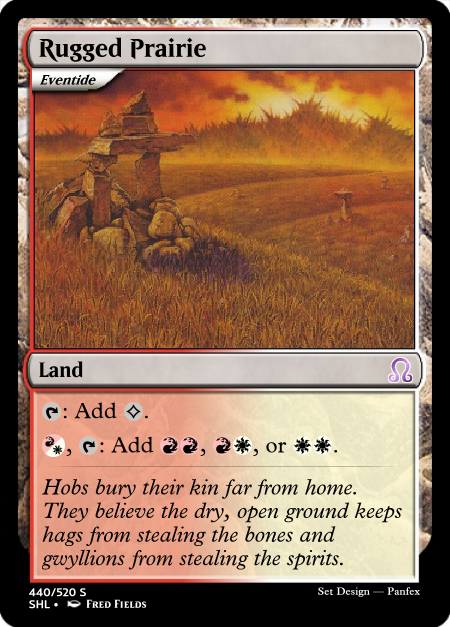 Rugged Prairie
Eventide
Land
: Add .
, : Add , , or .
Hobs bury their kin far from home.
They believe the dry, open ground keeps
hags from stealing the bones and
gwyllions from stealing the spirits.
440/520 S
Set Design — Panfex
SHL • Fred Fields